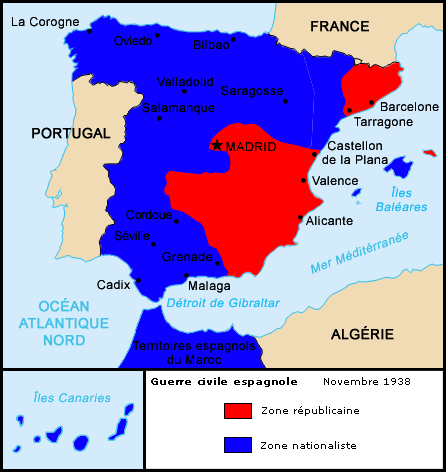 La Corogne
Oviedo
Bilbao
FRANCE
Valladolid
Saragosse
Salamanque
Barcelone
Tarragone
PORTUGAL
MADRID
Castellon
de la Plana
Valence
Îles
Baléares
Cordoue
Alicante
Séville
Mer Méditérranée
Grenade
Cadix
Malaga
Détroit de Gibraltar
OCÉAN
ATLANTIQUE
NORD
ALGÉRIE
Territoires espagnols
du Maroc
Îles Canaries
Guerre civile espagnole Novembre 1938
Zone républicaine
Zone nationaliste